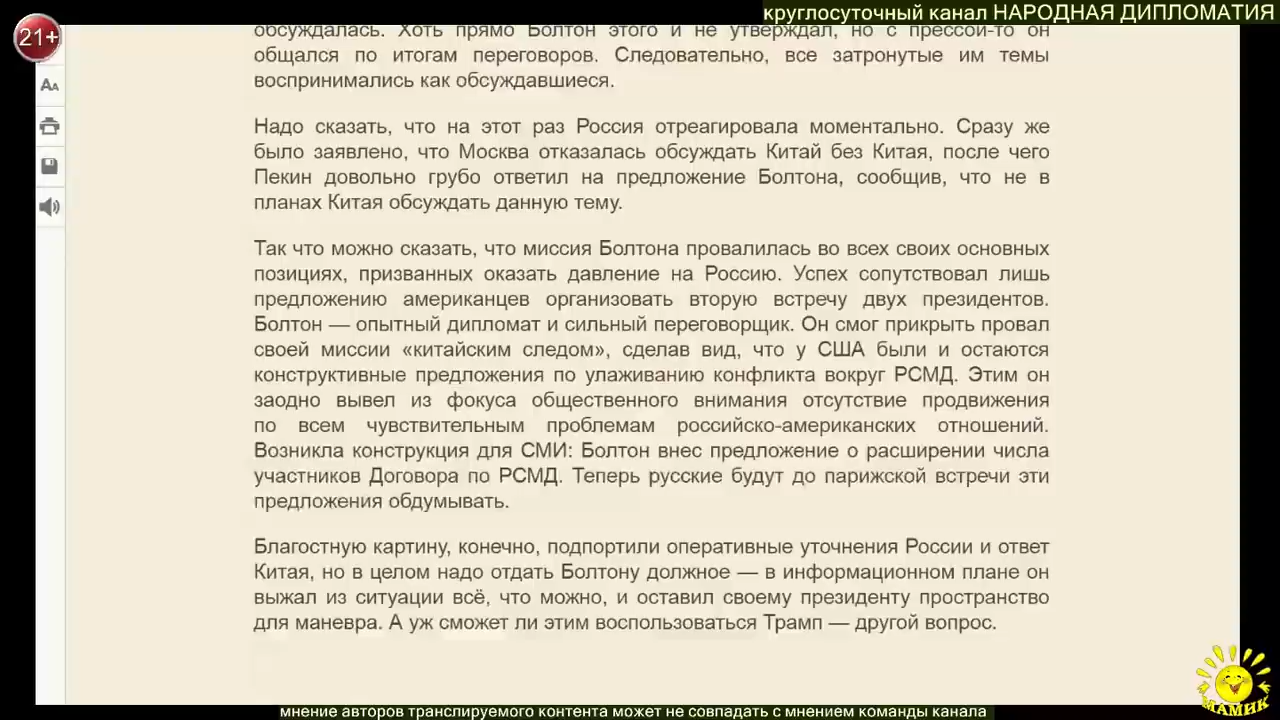 круглосуточный канал НАРОДНАЯ ДИПЛОМАТИЯ
21+
обсуждалась. Хоть прямо Болтон этого и не утверждал, но с прессой-то он
общался по итогам переговоров. Следовательно, все затронутые им темы
воспринимались как обсуждавшиеся.
Надо сказать, что на этот раз Россия отреагировала моментально. Сразу же
было заявлено, что Москва отказалась обсуждать Китай без Китая, после чего
Пекин довольно грубо ответил на предложение Болтона, сообщив, что не в
планах Китая обсуждать данную тему.
Так что можно сказать, что миссия Болтона провалилась во всех своих основных
позициях, призванных оказать давление на Россию. Успех сопутствовал лишь
предложению американцев организовать вторую встречу двух президентов.
Болтон — опытный дипломат и сильный переговорщик. Он смог прикрыть провал
своей миссии «китайским следом», сделав вид, что у США были и остаются
конструктивные предложения по улаживанию конфликта вокруг РСМД. Этим он
заодно вывел из фокуса общественного внимания отсутствие продвижения
по всем чувствительным проблемам российско-американских отношений.
Возникла конструкция для СМИ: Болтон внес предложение о расширении числа
участников Договора по РСМД. Теперь русские будут до парижской встречи эти
предложения обдумывать.
Благостную картину, конечно, подпортили оперативные уточнения России и ответ
Китая, но в целом надо отдать Болтону должное — в информационном плане он
выжал из ситуации всё, что можно, и оставил своему президенту пространство
для маневра. А уж сможет ли этим воспользоваться Трамп — другой вопрос.
МАМИК
мнение авторов транслируемого контента может не совпадать с мнением команды канала